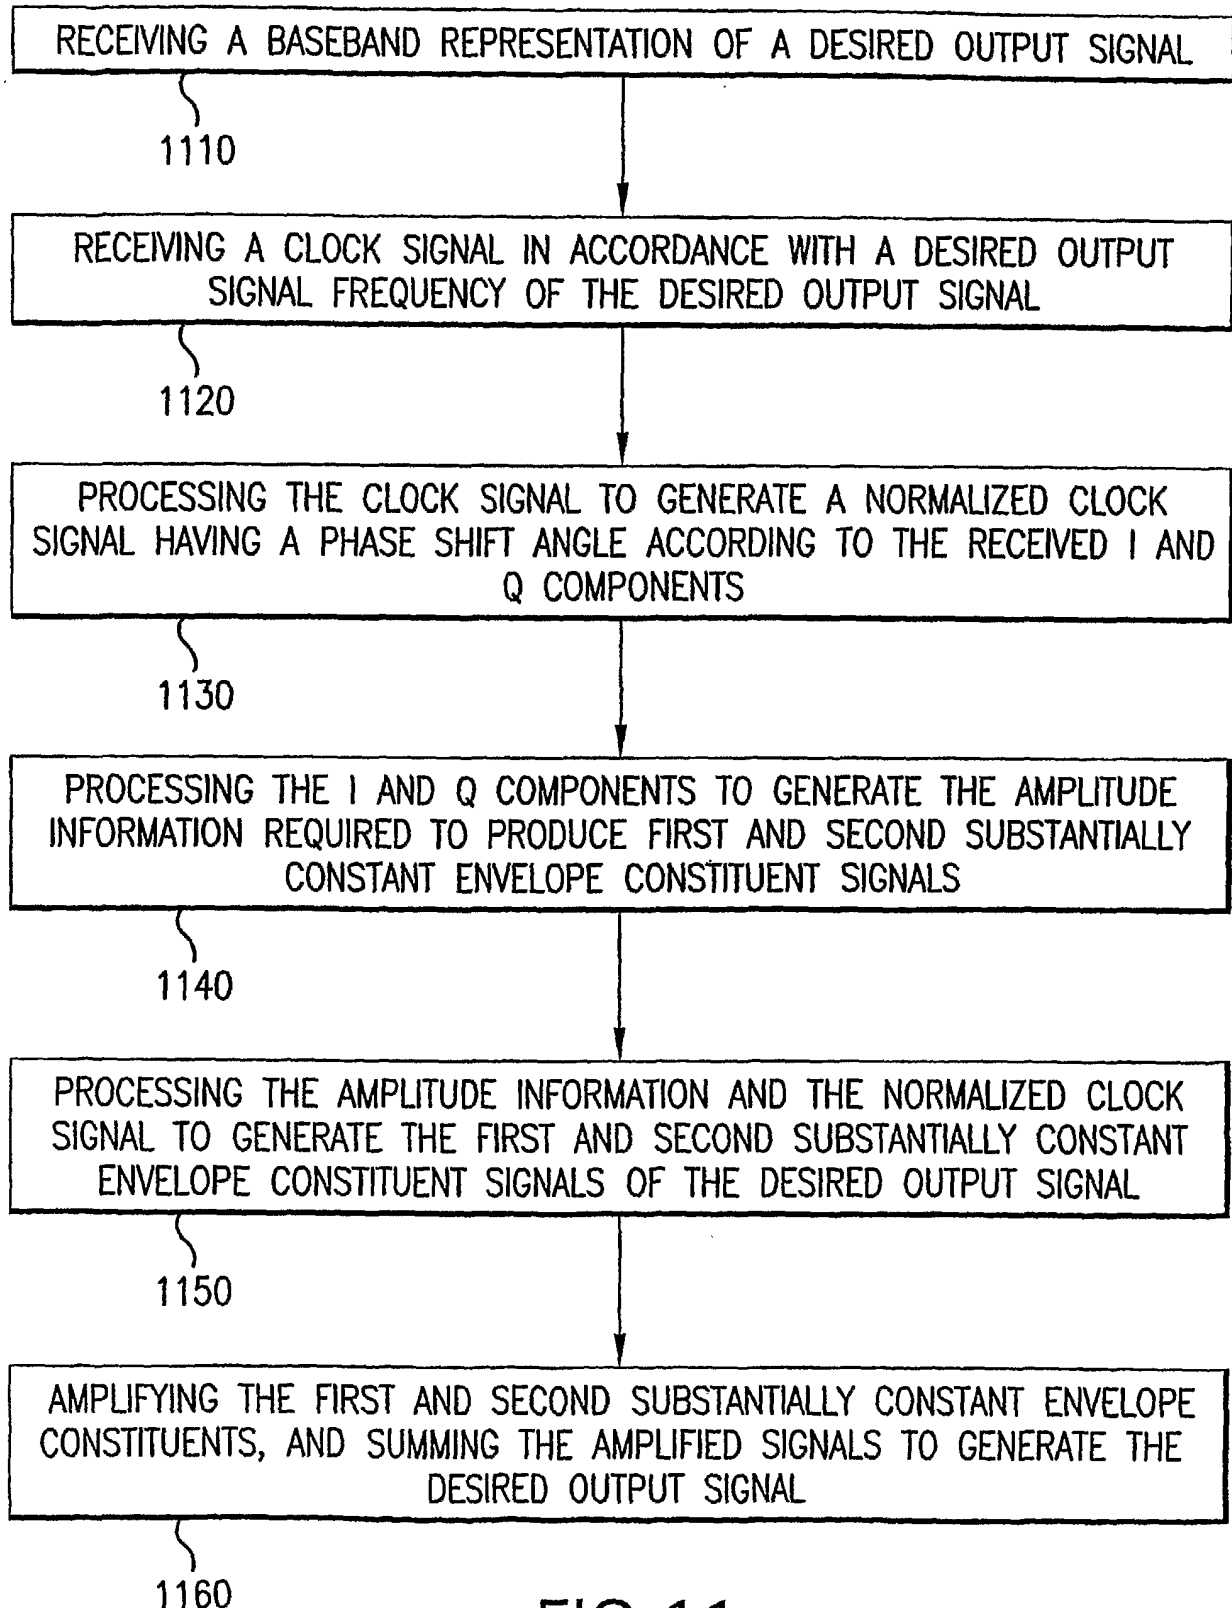 RECEIVING A BASEBAND REPRESENTATION OF A DESIRED OUTPUT SIGNAL
1110
RECEIVING A CLOCK SIGNAL IN ACCORDANCE WITH A DESIRED OUTPUT
SIGNAL FREQUENCY OF THE DESIRED OUTPUT SIGNAL
1120
PROCESSING THE CLOCK SIGNAL TO GENERATE A NORMALIZED CLOCK
SIGNAL HAVING A PHASE SHIFT ANGLE ACCORDING TO THE RECEIVED I AND
Q COMPONENTS
1130
PROCESSING THE I AND Q COMPONENTS TO GENERATE THE AMPLITUDE
INFORMATION REQUIRED TO PRODUCE FIRST AND SECOND SUBSTANTIALLY
CONSTANT ENVELOPE CONSTITUENT SIGNALS
1140
PROCESSING THE AMPLITUDE INFORMATION AND THE NORMALIZED CLOCK
SIGNAL TO GENERATE THE FIRST AND SECOND SUBSTANTIALLY CONSTANT
ENVELOPE CONSTITUENT SIGNALS OF THE DESIRED OUTPUT SIGNAL
1150
AMPLIFYING THE FIRST AND SECOND SUBSTANTIALLY CONSTANT ENVELOPE
CONSTITUENTS, AND SUMMING THE AMPLIFIED SIGNALS TO GENERATE THE
DESIRED OUTPUT SIGNAL
1160
FIG.11